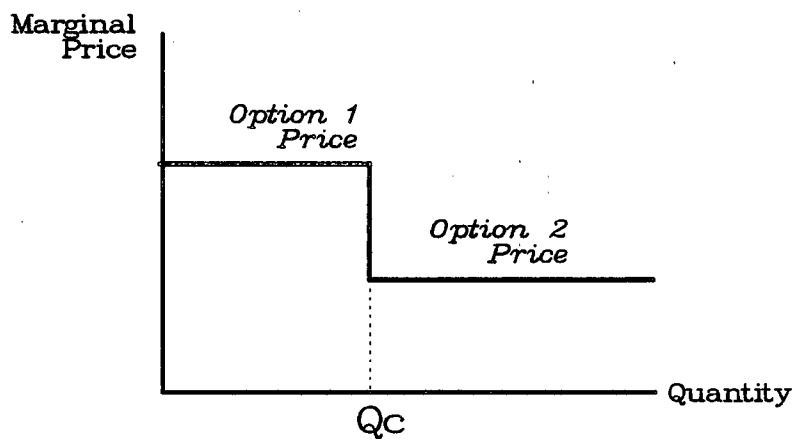 Marginal
Price
Option 1
Price
Option 2
Price
Quantity
Qc